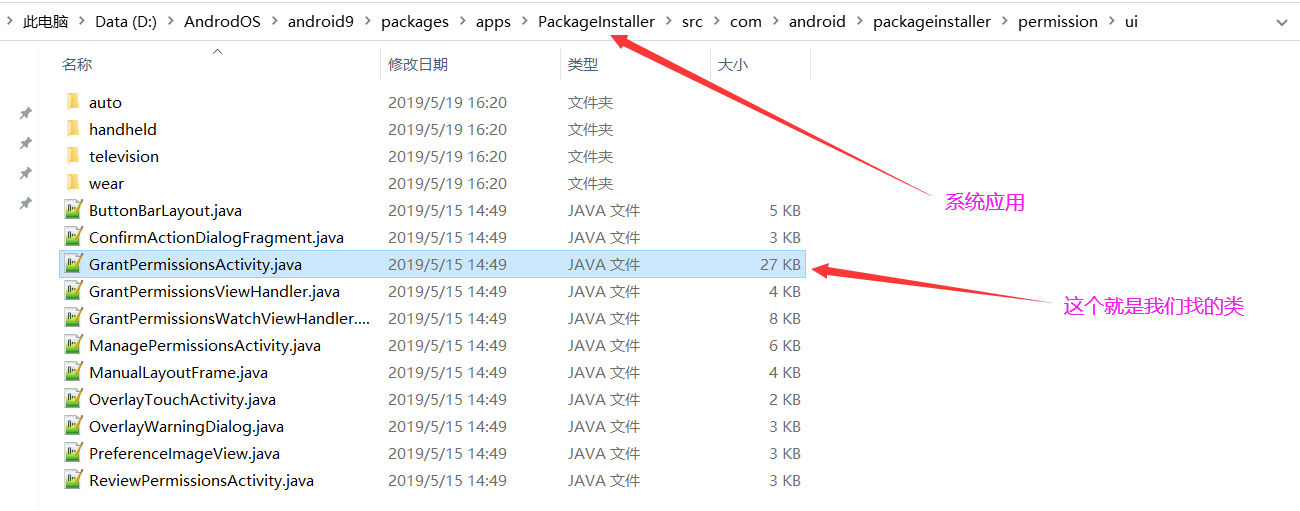 此电脑 > Data (D:) > AndrodOS > android9 > packages > apps > PackageInstaller > src > com > android > packageinstaller > permission > ui
名称 修改日期 类型 大小
auto 2019/5/19 16:20 文件夹
handheld 2019/5/19 16:20 文件夹
television 2019/5/19 16:20 文件夹
wear 2019/5/19 16:20 文件夹
系统应用
ButtonBarLayout.java 2019/5/15 14:49 JAVA 文件 5 KB
ConfirmActionDialogFragment.java 2019/5/15 14:49 JAVA 文件 3 KB
GrantPermissionsActivity.java 2019/5/15 14:49 JAVA 文件 27 KB
GrantPermissionsViewHandler.java 2019/5/15 14:49 JAVA 文件 4 KB
这个就是我们找的类
GrantPermissionsWatchViewHandler.... 2019/5/15 14:49 JAVA 文件 8 KB
ManagePermissionsActivity.java 2019/5/15 14:49 JAVA 文件 6 KB
ManualLayoutFrame.java 2019/5/15 14:49 JAVA 文件 4 KB
OverlayTouchActivity.java 2019/5/15 14:49 JAVA 文件 2 KB
OverlayWarningDialog.java 2019/5/15 14:49 JAVA 文件 3 KB
PreferenceImageView.java 2019/5/15 14:49 JAVA 文件 3 KB
ReviewPermissionsActivity.java 2019/5/15 14:49 JAVA 文件 3 KB